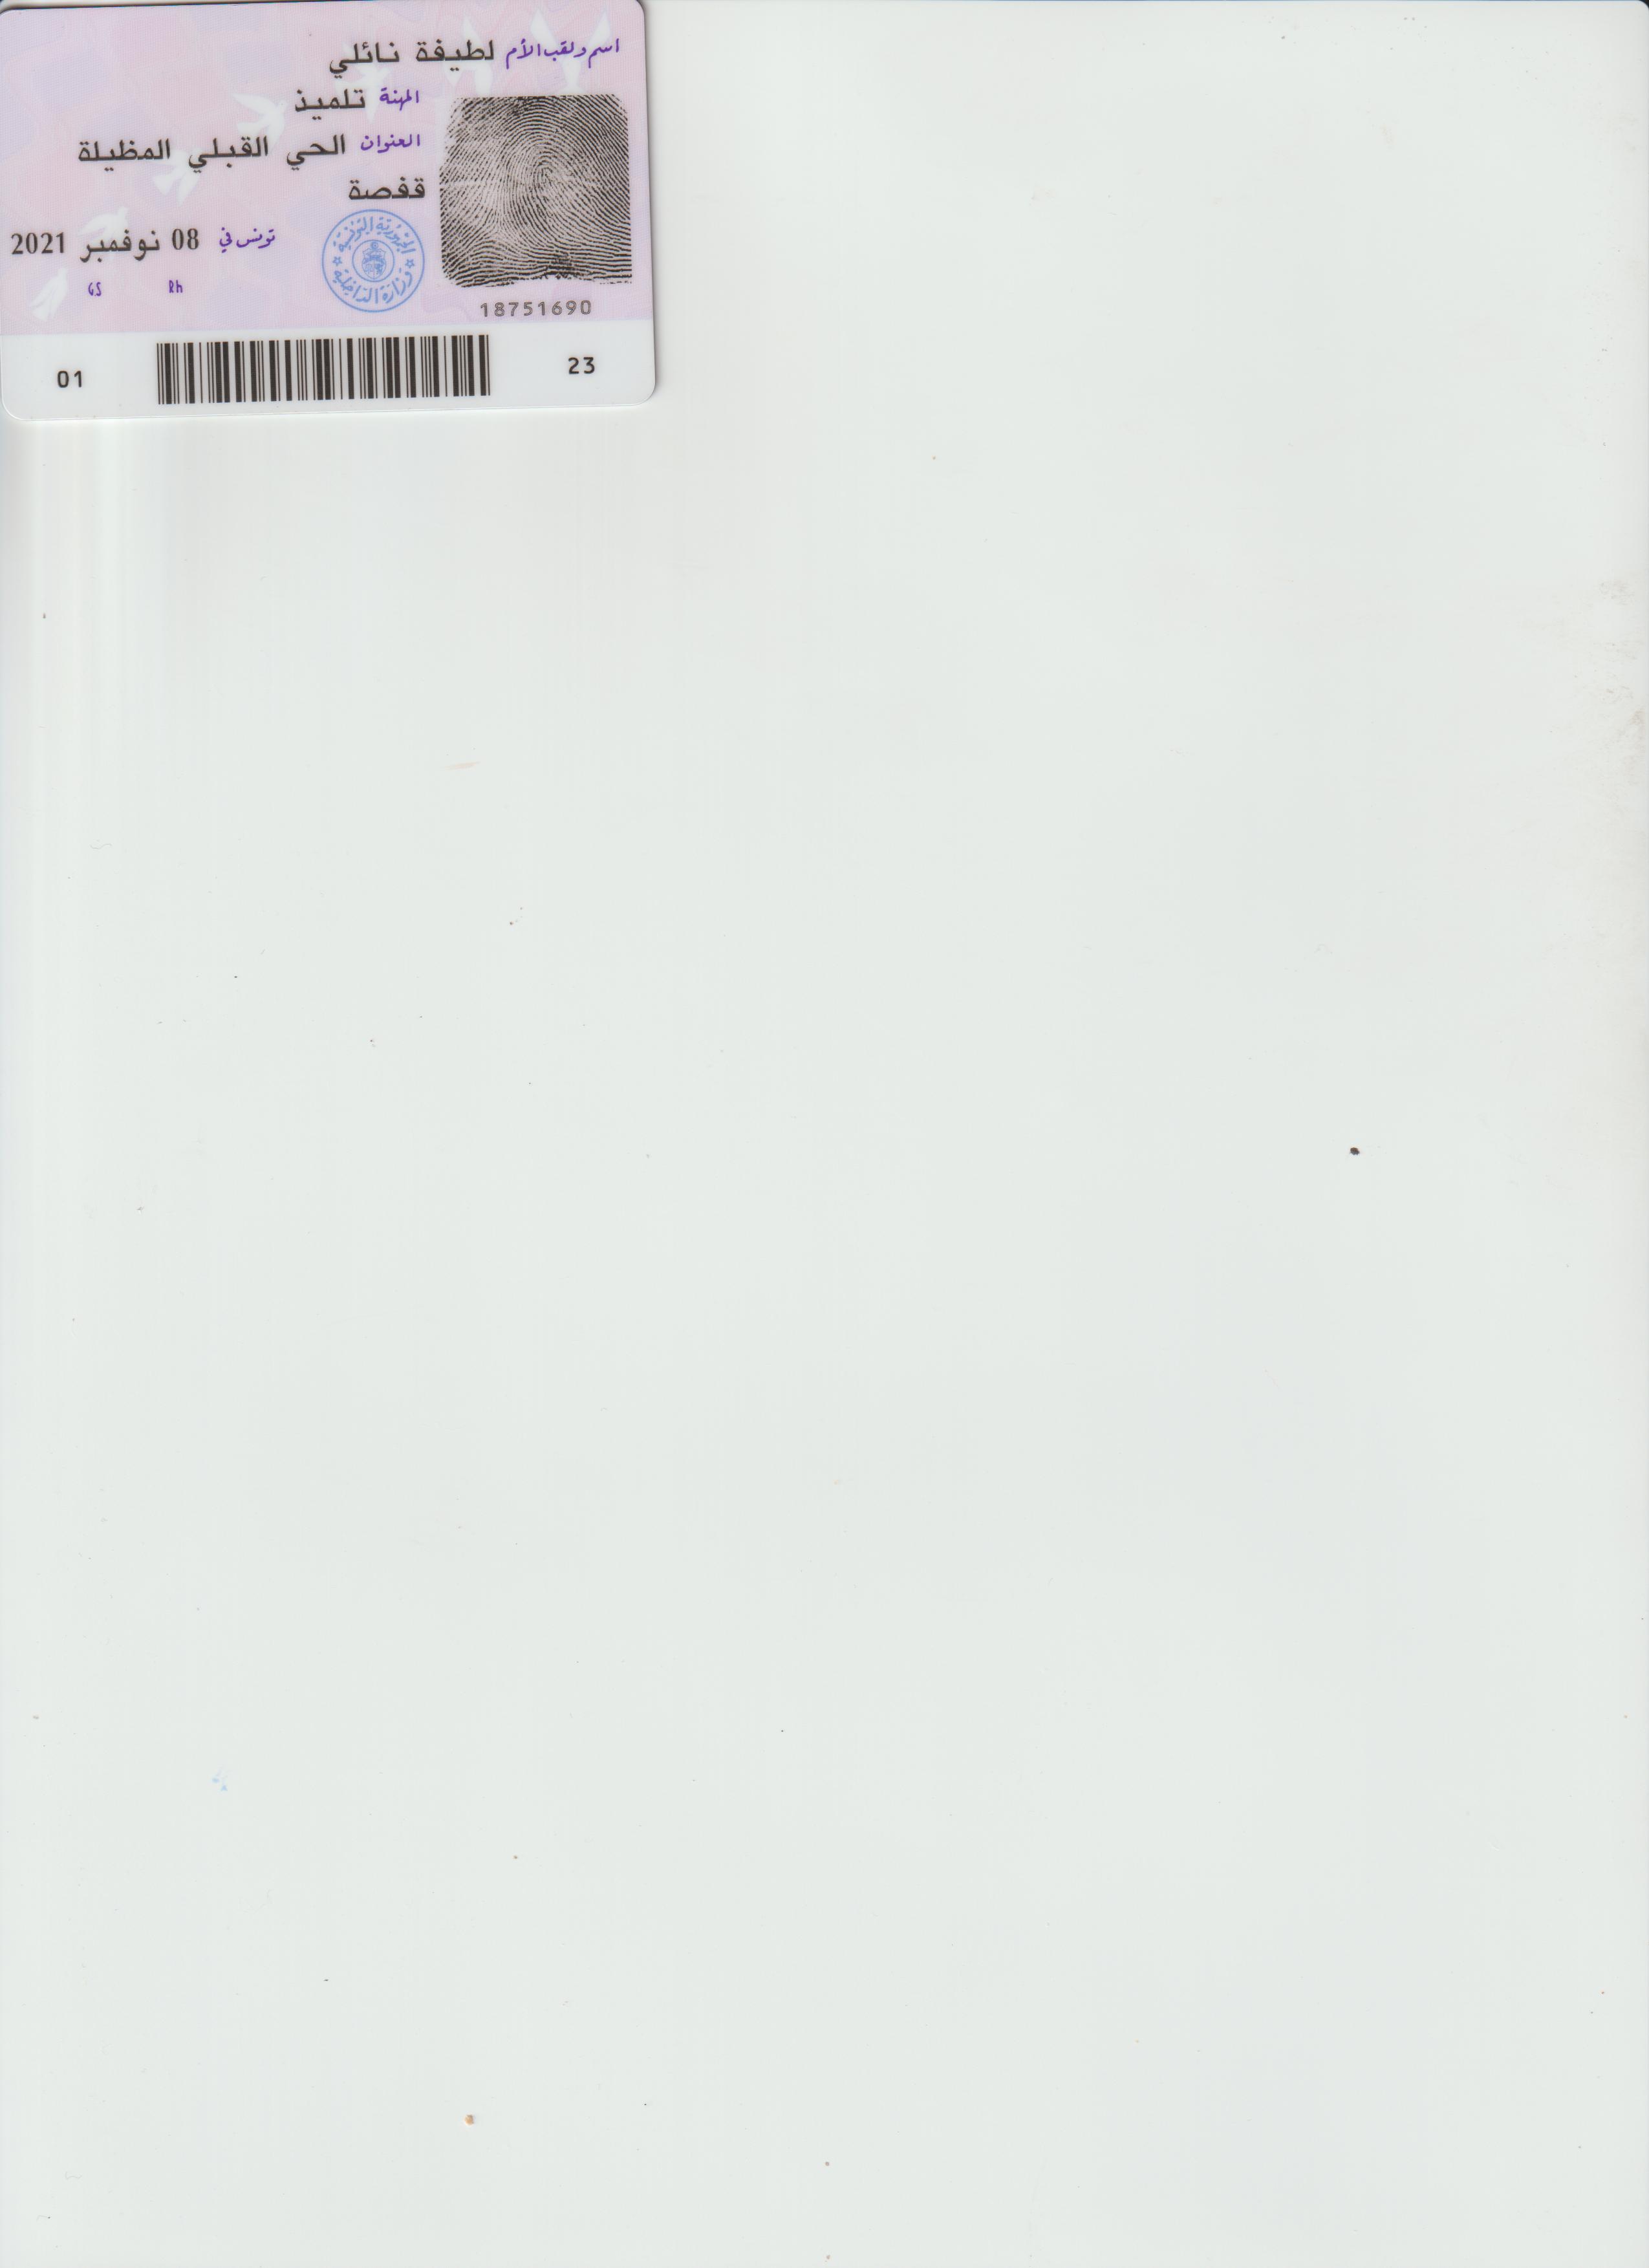 اسم ولقب الأم لطيفة نائلي
المهنة تلميذ
العنوان الحي القبلي المظيلة
قفصة
تونس في 08 نوفمبر 2021
الجمهورية التونسية
وزارة الداخلية
Rh GS
18751690
23 01